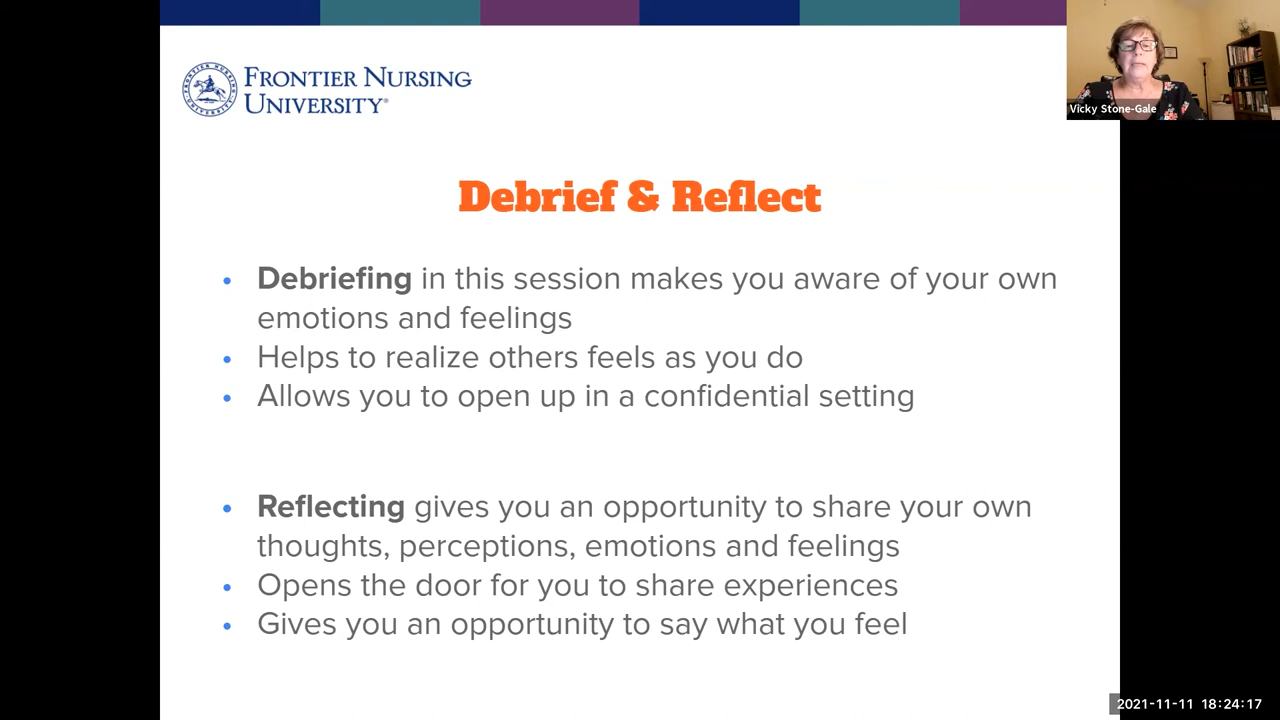 FRONTIER NURSING
UNIVERSITY®
Vicky Stone-Gale
Debrief & Reflect
• Debriefing in this session makes you aware of your own
emotions and feelings
• Helps to realize others feels as you do
• Allows you to open up in a confidential setting
• Reflecting gives you an opportunity to share your own
thoughts, perceptions, emotions and feelings
• Opens the door for you to share experiences
• Gives you an opportunity to say what you feel
2021-11-11 18:24:17